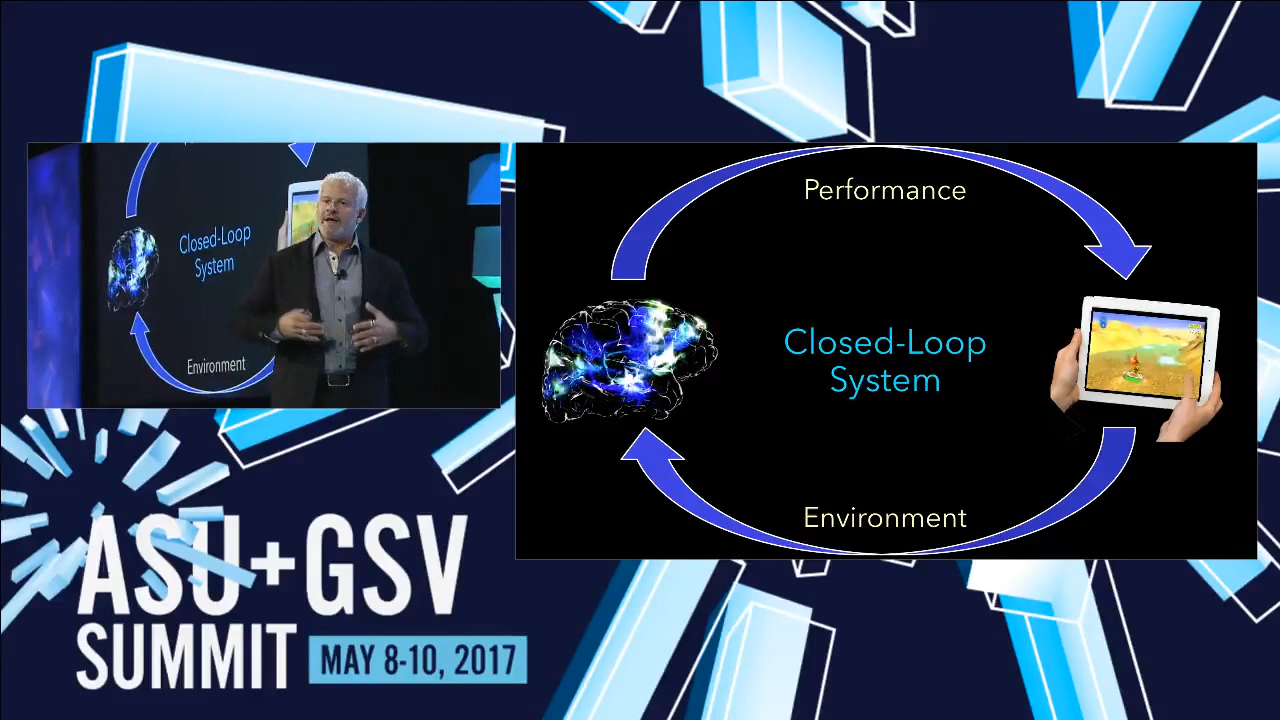 Closed-Loop
System
Environment
Performance
Closed-Loop
System
Environment
ASU+GSV
SUMMIT
MAY 8-10, 2017